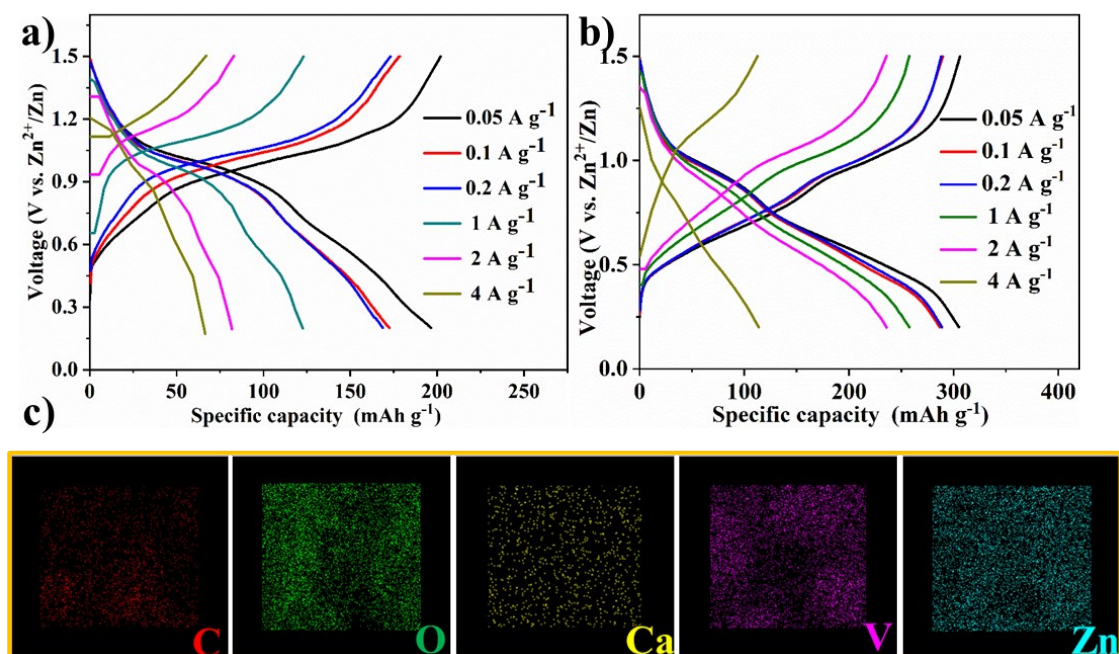 a)
Voltage (V vs. Zn²⁺/Zn)
1.5
1.2
0.9
0.6
0.3
0.0
0.05 A g⁻¹
0.1 A g⁻¹
0.2 A g⁻¹
1 A g⁻¹
2 A g⁻¹
4 A g⁻¹
0 50 100 150 200 250
Specific capacity (mAh g⁻¹)
b)
Voltage (V vs. Zn²⁺/Zn)
1.5
1.0
0.5
0.0
0.05 A g⁻¹
0.1 A g⁻¹
0.2 A g⁻¹
1 A g⁻¹
2 A g⁻¹
4 A g⁻¹
0 100 200 300 400
Specific capacity (mAh g⁻¹)
c)
C O Ca V Zn